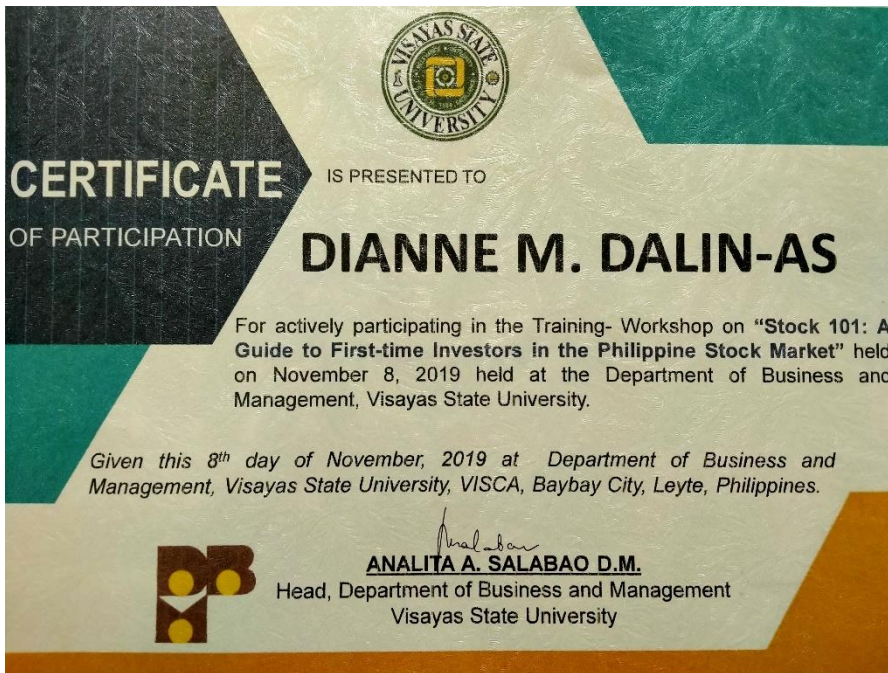 VISAYAS STATE
UNIVERSITY
CERTIFICATE
OF PARTICIPATION
IS PRESENTED TO
DIANNE M. DALIN-AS
For actively participating in the Training- Workshop on “Stock 101: A
Guide to First-time Investors in the Philippine Stock Market” held
on November 8, 2019 held at the Department of Business and
Management, Visayas State University.
Given this 8th day of November, 2019 at Department of Business and
Management, Visayas State University, VISCA, Baybay City, Leyte, Philippines.
ANALITA A. SALABAO D.M.
Head, Department of Business and Management
Visayas State University